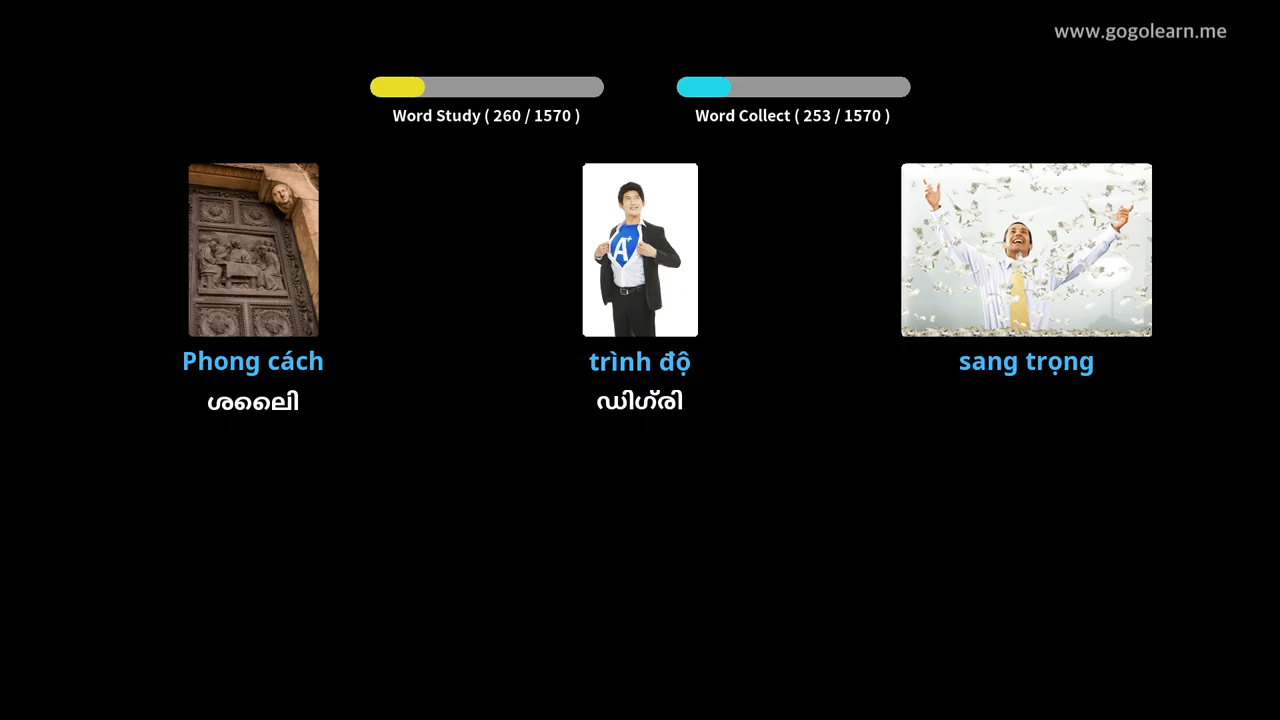 www.gogolearn.me
Word Study ( 260 / 1570 )
Word Collect ( 253 / 1570 )
A+
Phong cách
trình độ
sang trọng
ശൈലി
ഡിഗ്രി